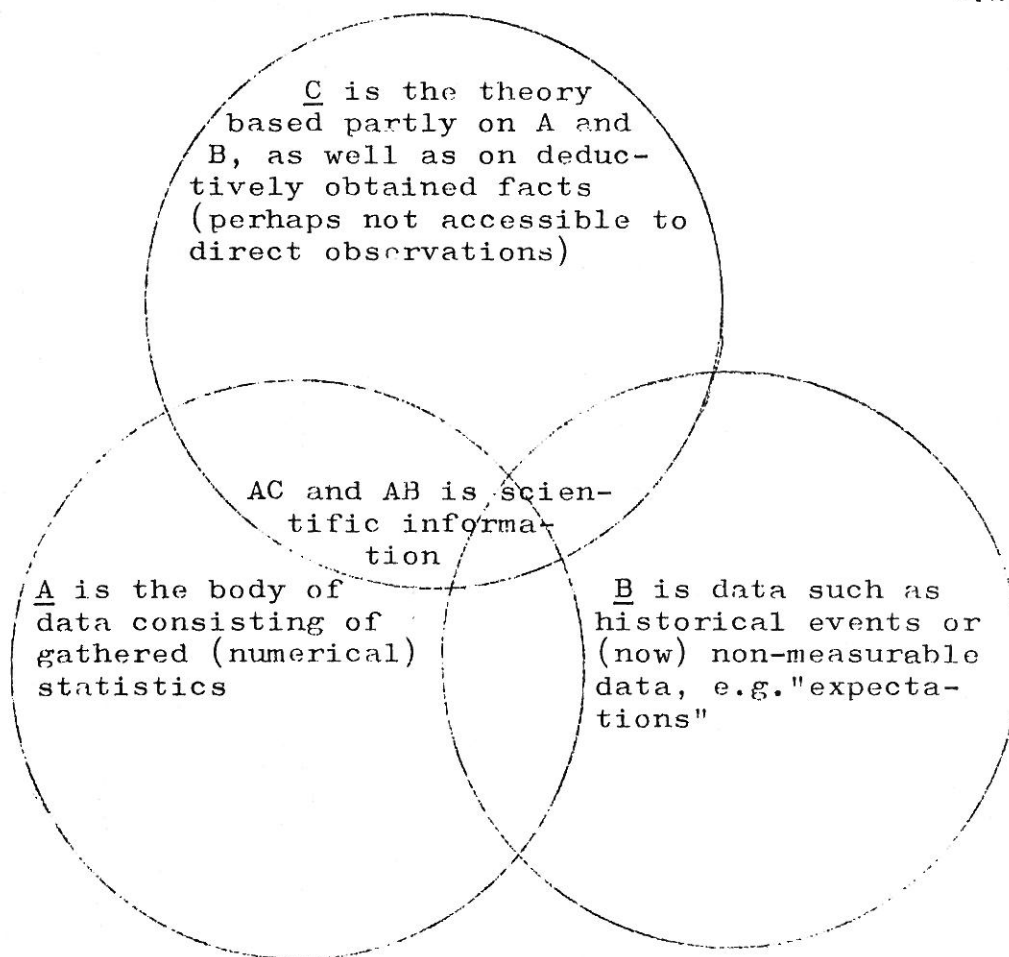 C is the theory
based partly on A and
B, as well as on deduc-
tively obtained facts
(perhaps not accessible to
direct observations)
AC and AB is scien-
tific informa-
tion
A is the body of
data consisting of
gathered (numerical)
statistics
B is data such as
historical events or
(now) non-measurable
data, e.g."expecta-
tions"